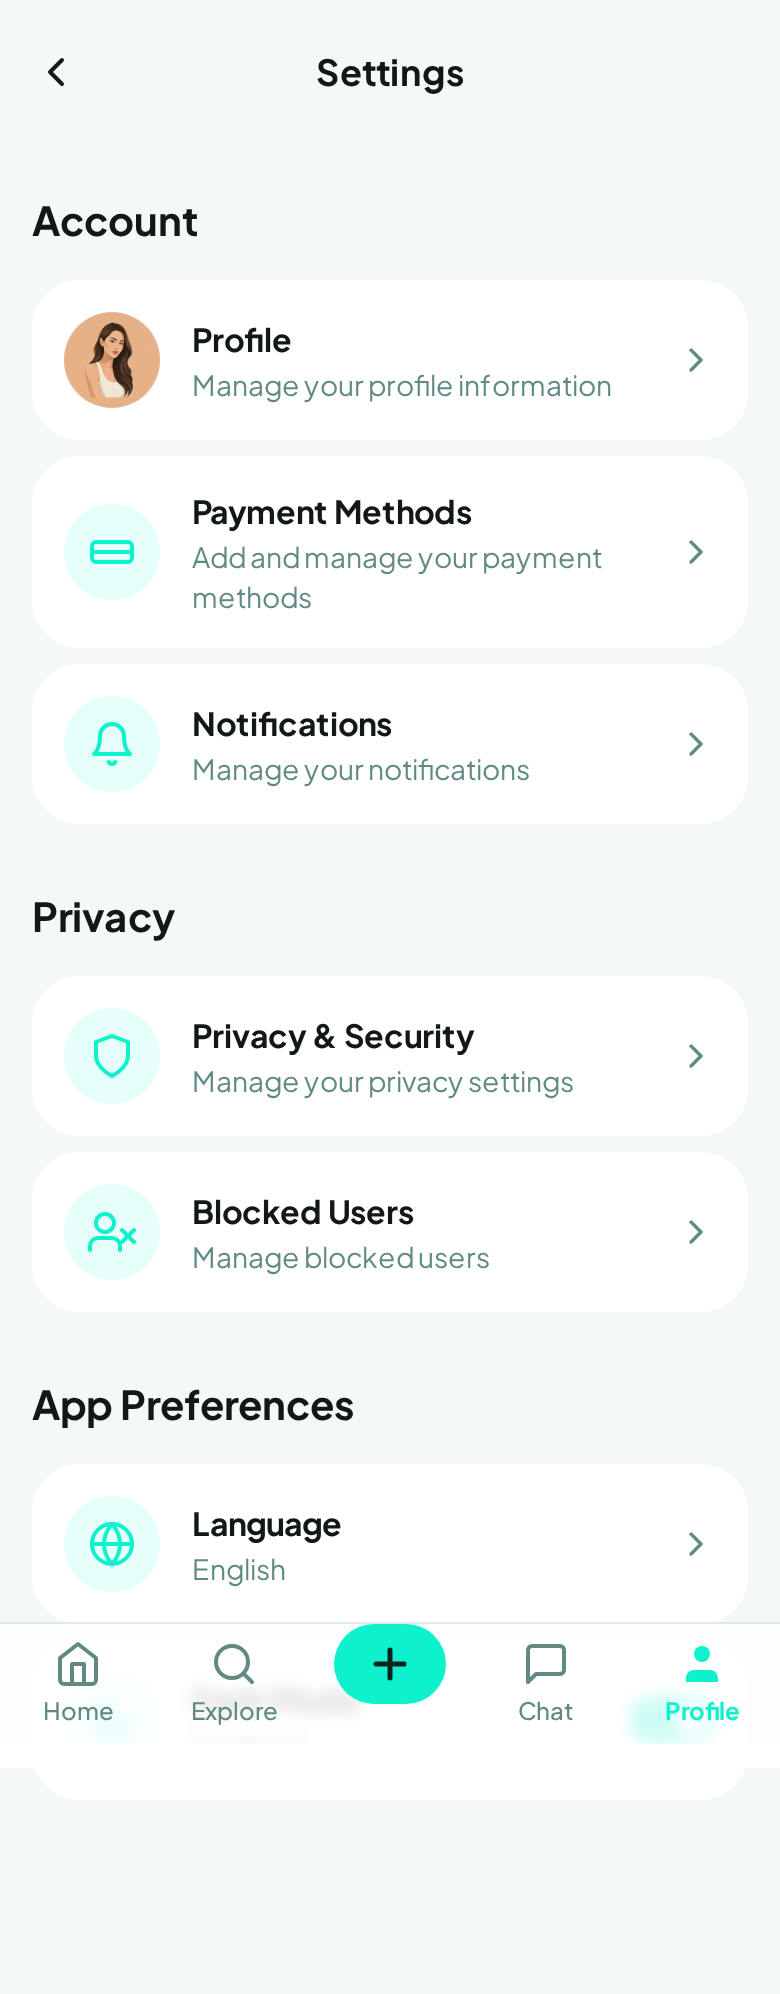 Settings
Account
Profile
Manage your profile information
Payment Methods
Add and manage your payment
methods
Notifications
Manage your notifications
Privacy
Privacy & Security
Manage your privacy settings
Blocked Users
Manage blocked users
App Preferences
Language
English
Home
Explore
Chat
Profile